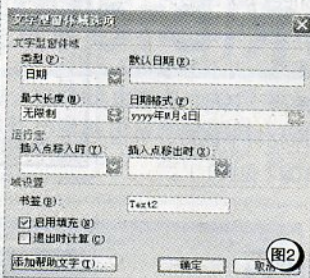 文字型窗体域选项
文字型窗体域
类型(P): 默认日期(E):
日期
最大长度(M): 日期格式(F):
无限制 yyyy年M月d日
运行宏
插入点移入时(Y) 插入点移出时(X):
域设置
书签(B): Text2
启用填充(N)
退出时计算(C)
添加帮助文字(T)... 确定 取消
图2